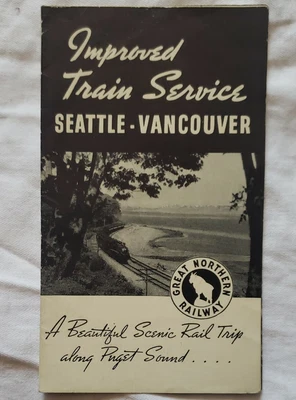 Improved
Train Service
SEATTLE-VANCOUVER
GREAT NORTHERN
RAILWAY
A Beautiful Scenic Rail Trip
along Puget Sound....